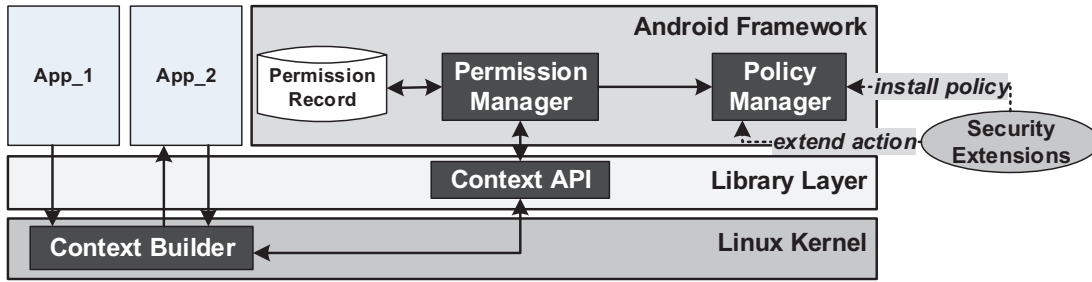 App_1
App_2
Android Framework
Permission
Record
Permission
Manager
Policy
Manager
install policy
extend action
Security
Extensions
Context API
Library Layer
Context Builder
Linux Kernel